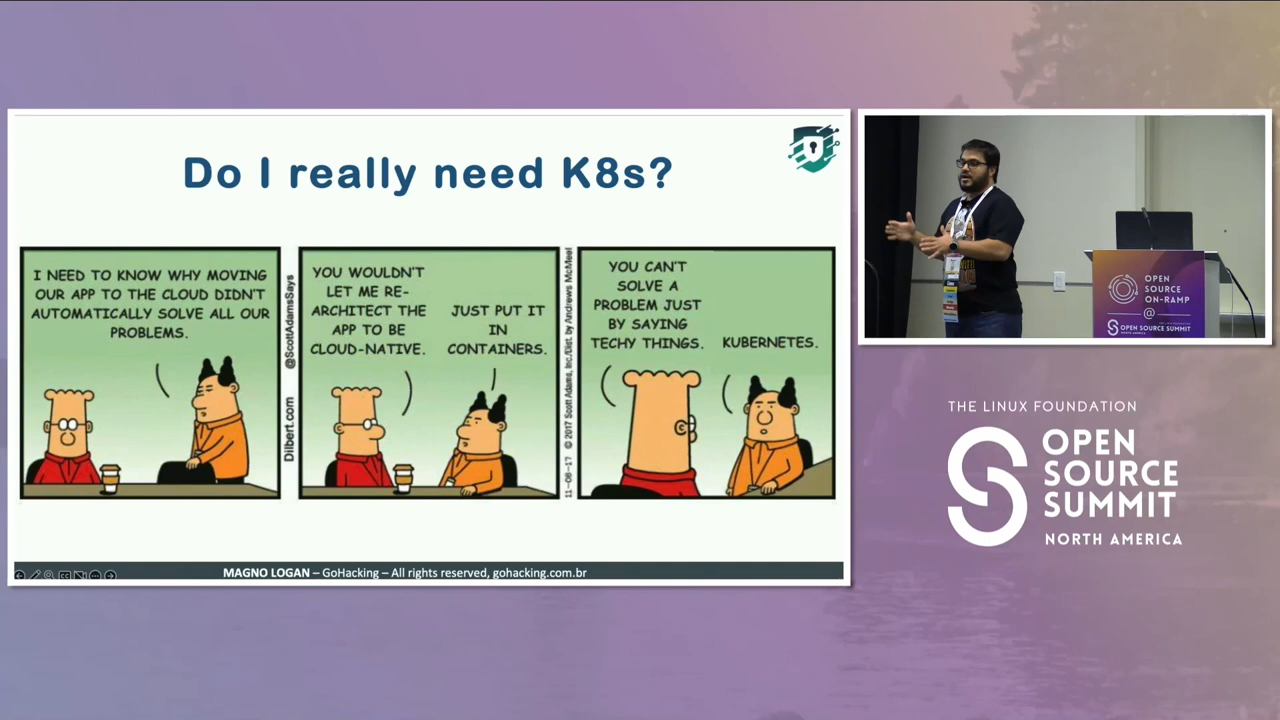 Do I really need K8s?
I NEED TO KNOW WHY MOVING
OUR APP TO THE CLOUD DIDN'T
AUTOMATICALLY SOLVE ALL OUR
PROBLEMS.
Dilbert.com @ScottAdamsSays
YOU WOULDN'T
LET ME RE-
ARCHITECT THE
APP TO BE
CLOUD-NATIVE.
JUST PUT IT
IN
CONTAINERS.
11-08-17 © 2017 Scott Adams, Inc./Dist. by Andrews McMeel
YOU CAN'T
SOLVE A
PROBLEM JUST
BY SAYING
TECHY THINGS.
KUBERNETES.
MAGNO LOGAN – GoHacking – All rights reserved, gohacking.com.br
OPEN
SOURCE
ON-RAMP
@
OPEN SOURCE SUMMIT
THE LINUX FOUNDATION
OPEN
SOURCE
SUMMIT
NORTH AMERICA